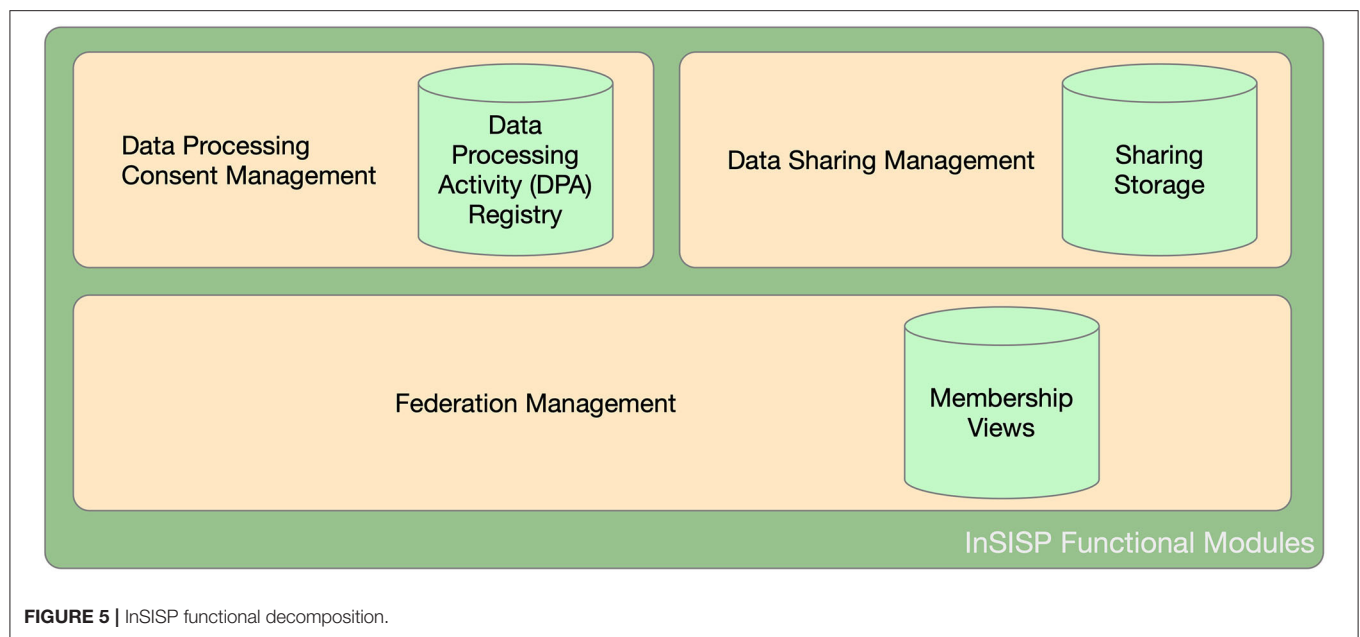 Data Processing
Consent Management
Data
Processing
Activity (DPA)
Registry
Data Sharing Management
Sharing
Storage
Federation Management
Membership
Views
InSISP Functional Modules
FIGURE 5 | InSISP functional decomposition.